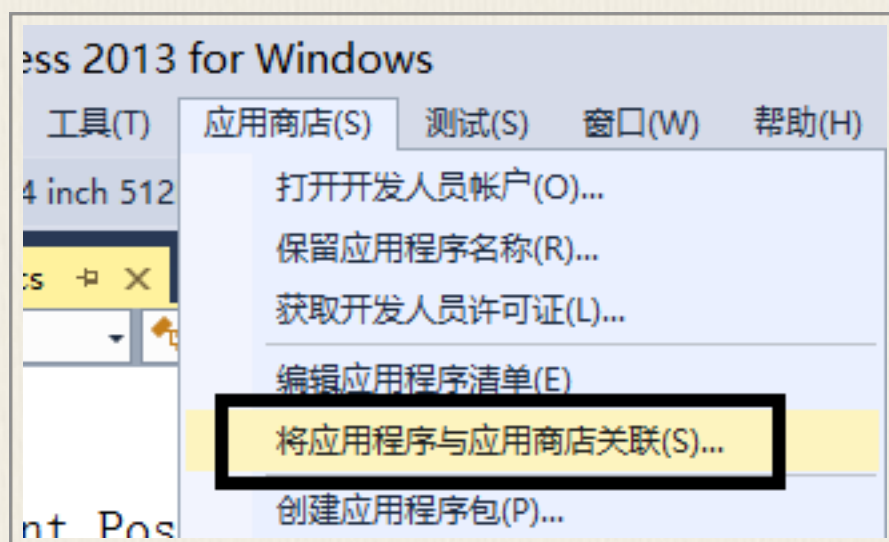 ess 2013 for Windows
工具(T) 应用商店(S) 测试(S) 窗口(W) 帮助(H)
4 inch 512
打开开发人员帐户(O)...
保留应用程序名称(R)...
cs
获取开发人员许可证(L)...
编辑应用程序清单(E)
将应用程序与应用商店关联(S)...
创建应用程序包(P)...
nt Pos